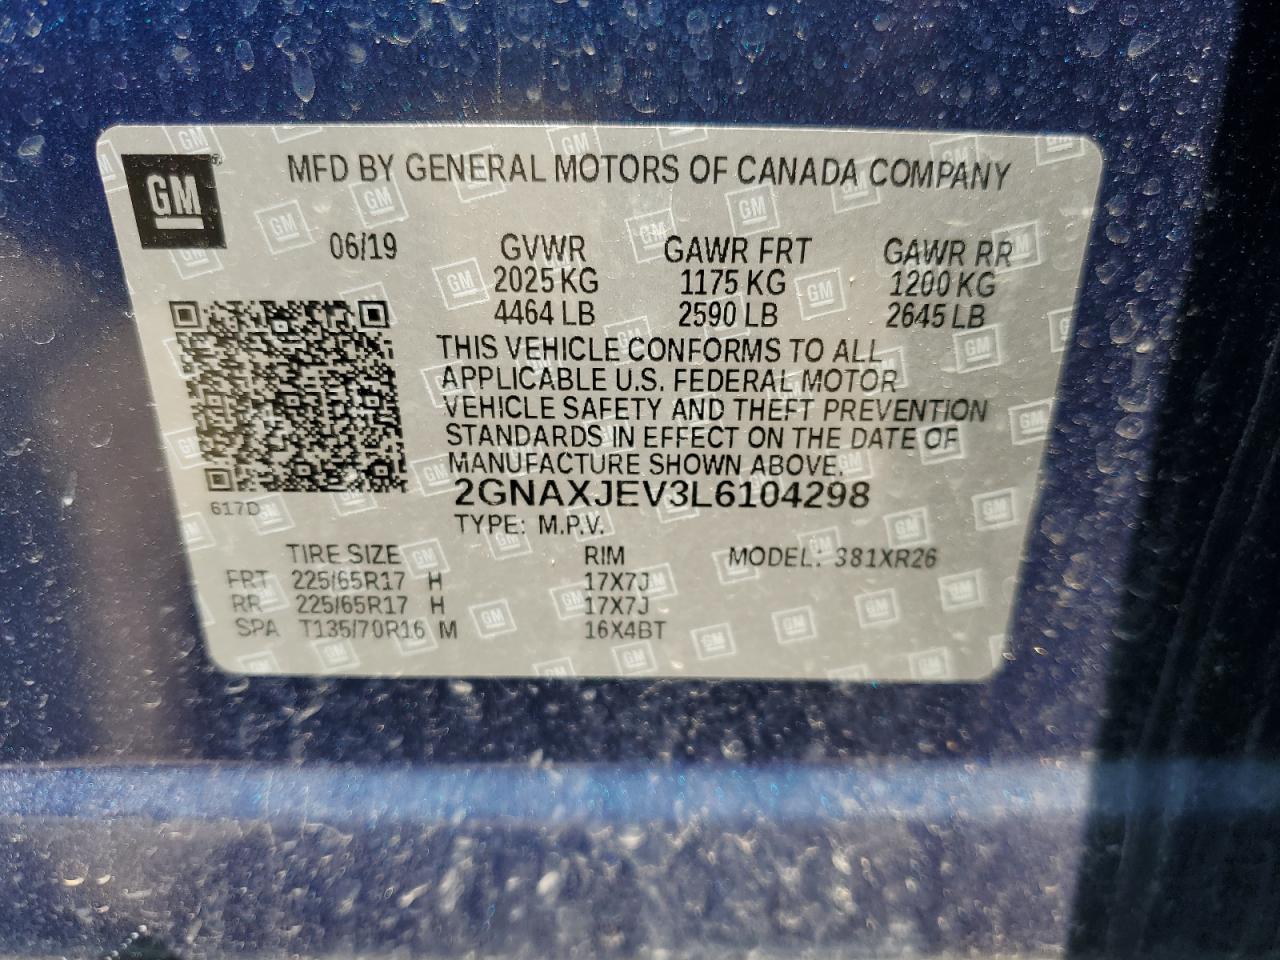 GM
MFD BY GENERAL MOTORS OF CANADA COMPANY
06/19 GVWR GAWR FRT GAWR RR
2025 KG 1175 KG 1200 KG
4464 LB 2590 LB 2645 LB
THIS VEHICLE CONFORMS TO ALL
APPLICABLE U.S. FEDERAL MOTOR
VEHICLE SAFETY AND THEFT PREVENTION
STANDARDS IN EFFECT ON THE DATE OF
MANUFACTURE SHOWN ABOVE.
2GNAXJEV3L6104298
617D
TYPE: M.P.V.
TIRE SIZE RIM MODEL: 381XR26
FRT 225/65R17 H 17X7J
RR 225/65R17 H 17X7J
SPA T135/70R16 M 16X4BT